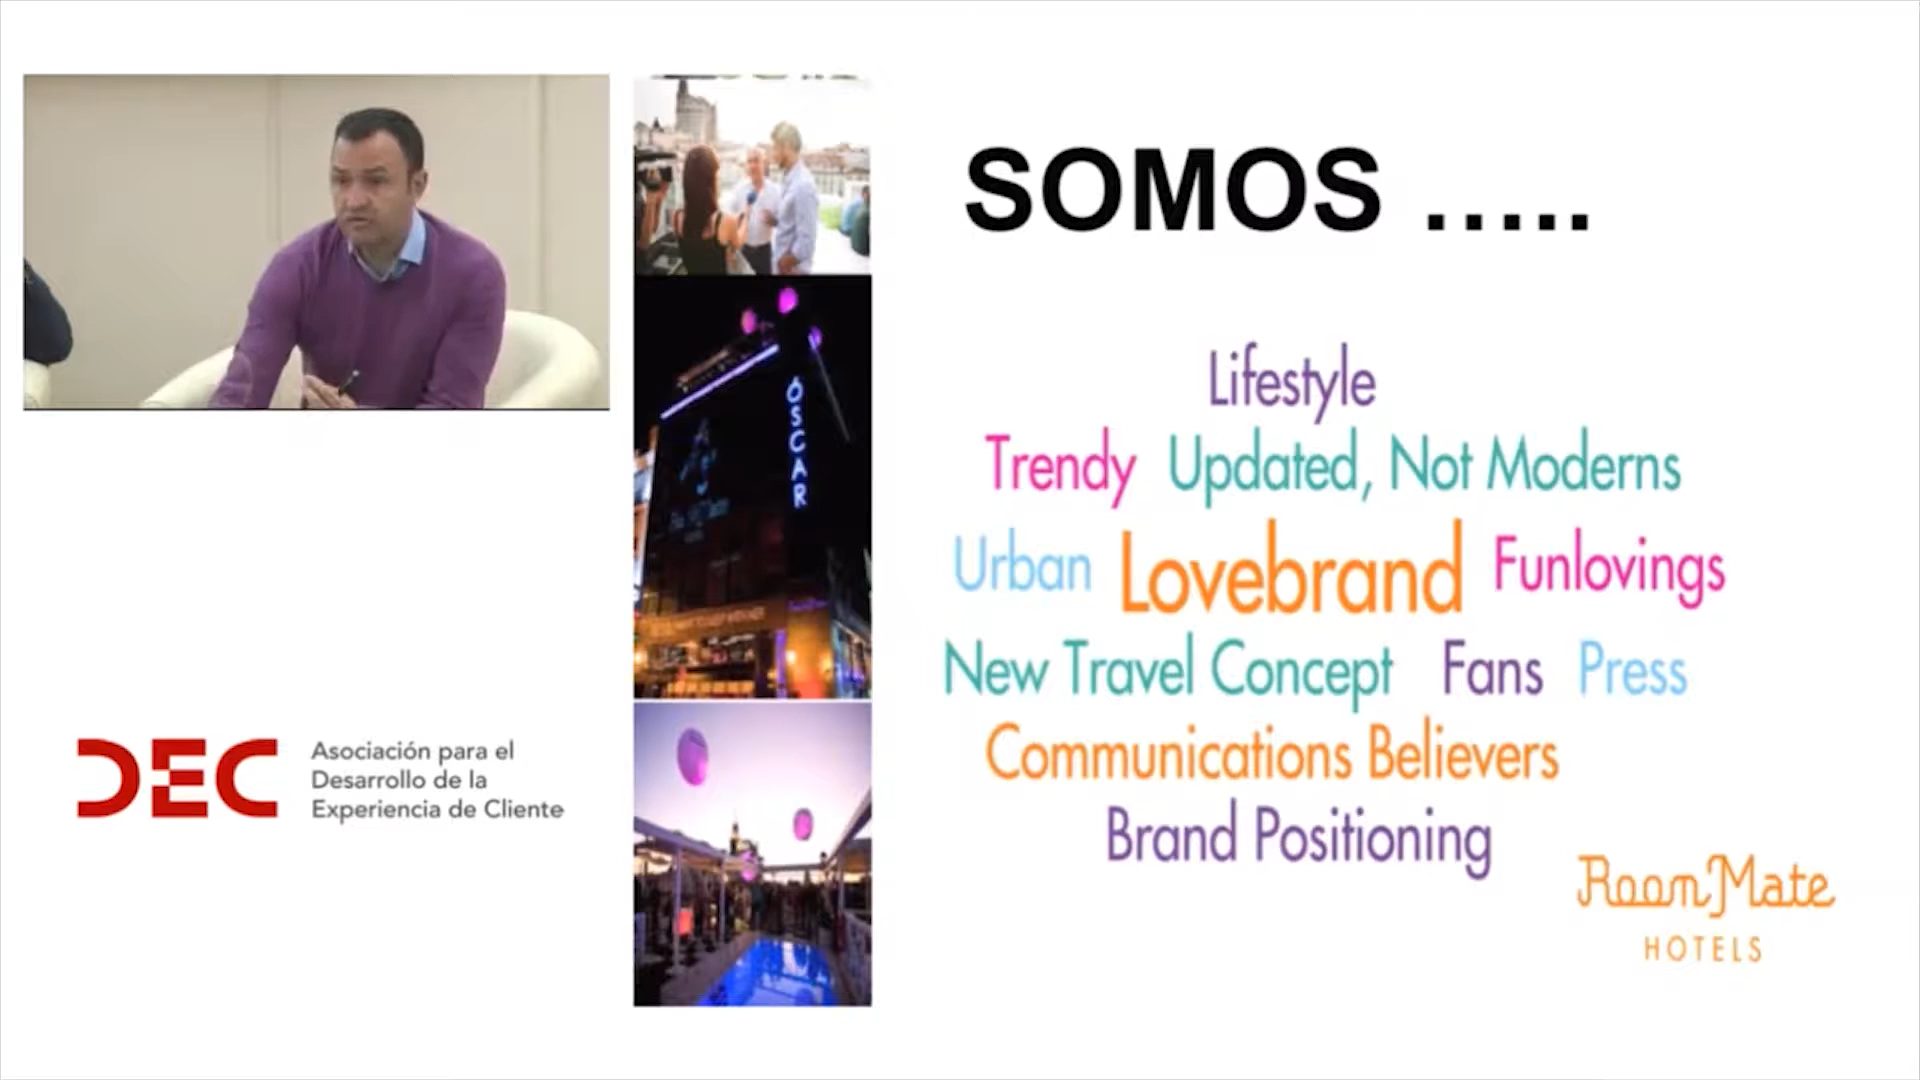 SOMOS .....
Lifestyle
Trendy Updated, Not Moderns
Urban Lovebrand Funlovings
New Travel Concept Fans Press
Communications Believers
Brand Positioning
Room Mate
HOTELS
ÓSCAR
DEC
Asociación para el
Desarrollo de la
Experiencia de Cliente